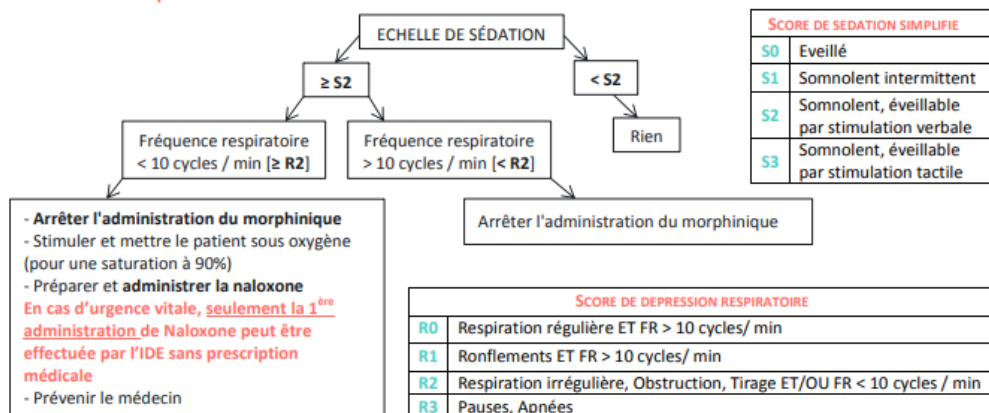 ECHELLE DE SÉDATION
≥ S2
< S2
Rien
Fréquence respiratoire
< 10 cycles / min [≥ R2]
Fréquence respiratoire
> 10 cycles / min [< R2]
- Arrêter l'administration du morphinique
- Stimuler et mettre le patient sous oxygène
(pour une saturation à 90%)
- Préparer et administrer la naloxone
En cas d'urgence vitale, seulement la 1ère
administration de Naloxone peut être
effectuée par l'IDE sans prescription
médicale
- Prévenir le médecin
Arrêter l'administration du morphinique
SCORE DE SEDATION SIMPLIFIE
S0 Eveillé
S1 Somnolent intermittent
S2 Somnolent, éveillable
par stimulation verbale
S3 Somnolent, éveillable
par stimulation tactile
SCORE DE DEPRESSION RESPIRATOIRE
R0 Respiration régulière ET FR > 10 cycles/ min
R1 Ronflements ET FR > 10 cycles/ min
R2 Respiration irrégulière, Obstruction, Tirage ET/OU FR < 10 cycles / min
R3 Pauses, Apnées